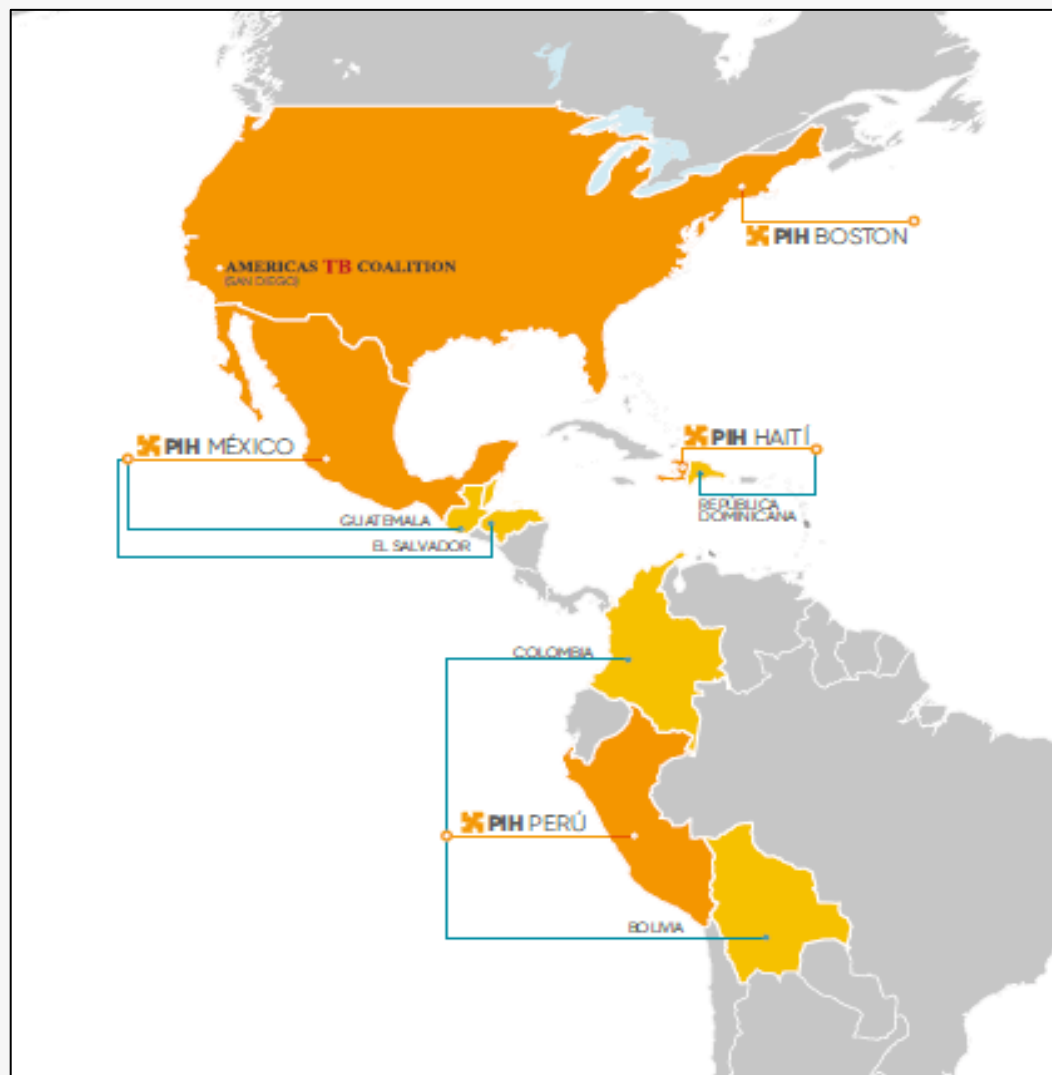 PIH BOSTON
AMERICAS TB COALITION
(SAN DIEGO)
PIH HAITÍ
PIH MÉXICO
REPÚBLICA
DOMINICANA
GUATEMALA
EL SALVADOR
COLOMBIA
PIH PERÚ
BOLIVIA